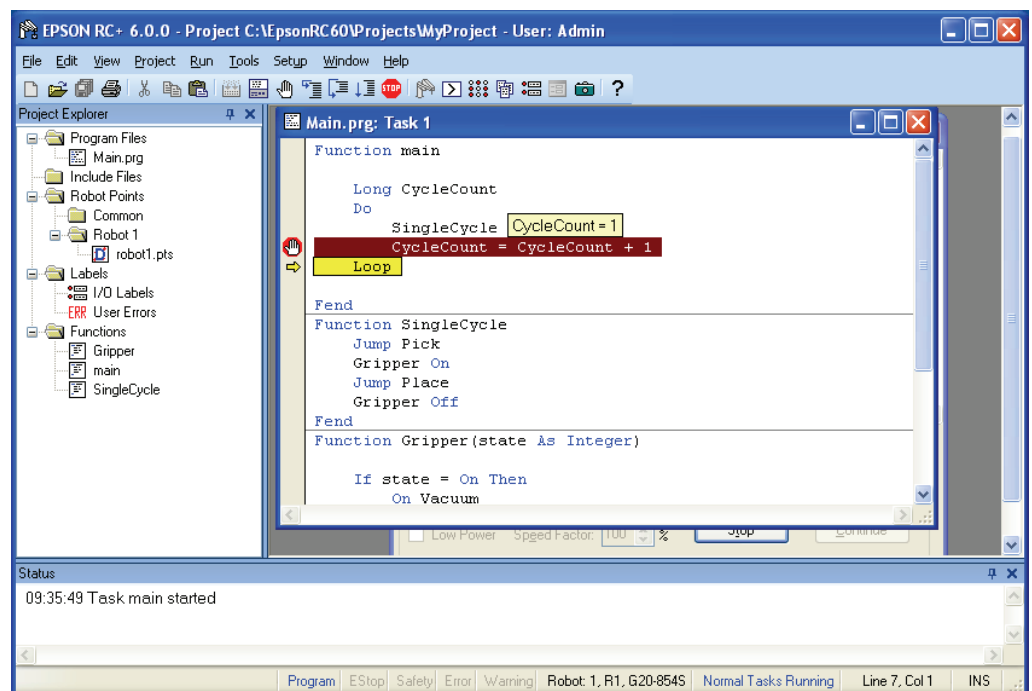 EPSON RC+ 6.0.0 - Project C:\EpsonRC60\Projects\MyProject - User: Admin
File Edit View Project Run Tools Setup Window Help
STOP
Project Explorer
Program Files
Main.prg
Include Files
Robot Points
Common
Robot 1
robot1.pts
Labels
I/O Labels
ERR User Errors
Functions
Gripper
main
SingleCycle
Main.prg: Task 1
Function main
Long CycleCount
Do
SingleCycle CycleCount = 1
CycleCount = CycleCount + 1
Loop
Fend
Function SingleCycle
Jump Pick
Gripper On
Jump Place
Gripper Off
Fend
Function Gripper(state As Integer)
If state = On Then
On Vacuum
Low Power Speed Factor: 100 % Stop Continue
Status
09:35:49 Task main started
Program EStop Safety Error Warning Robot: 1, R1, G20-854S Normal Tasks Running Line 7, Col 1 INS